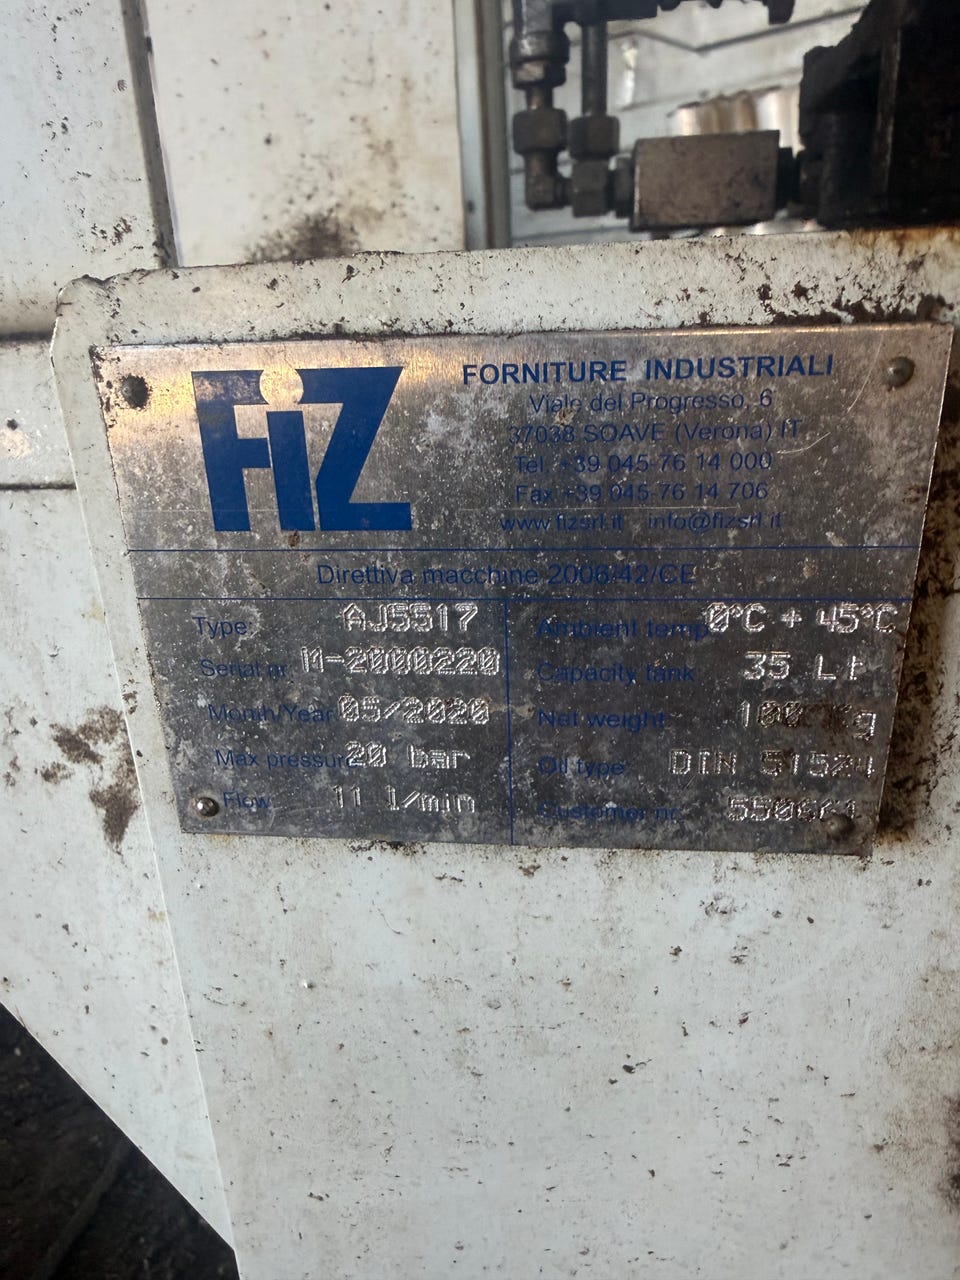 FiZ
FORNITURE INDUSTRIALI
Viale del Progresso, 6
37038 SOAVE (Verona) IT
Tel. +39 045-76 14 000
Fax +39 045-76 14 706
www.fizsrl.it info@fizsrl.it
Direttiva macchine 2006/42/CE
Type AJ5517
Serial nr. M-2000220
Month/Year 05/2020
Max pressure 20 bar
Flow 11 l/min
Ambient temp. 0°C + 45°C
Capacity tank 35 Lt
Net weight 100 Kg
Oil type DIN 51524
Customer nr.